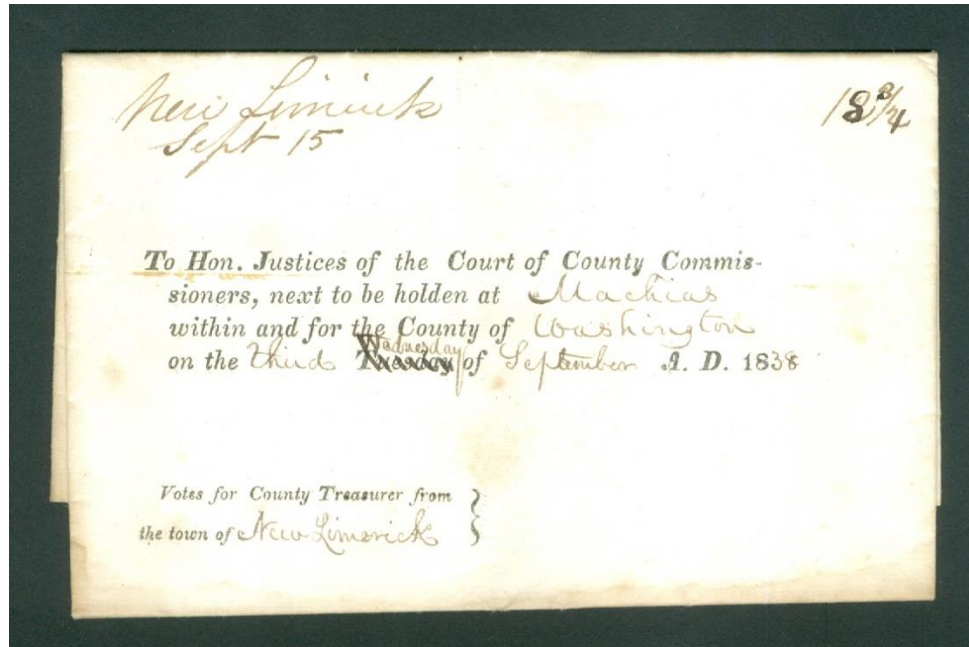 New Limerick
Sept 15
18 3/4
To Hon. Justices of the Court of County Commis-
sioners, next to be holden at Machias
within and for the County of Washington
on the third Tuesday Wednesday of September A. D. 1838
Votes for County Treasurer from
the town of New Limerick